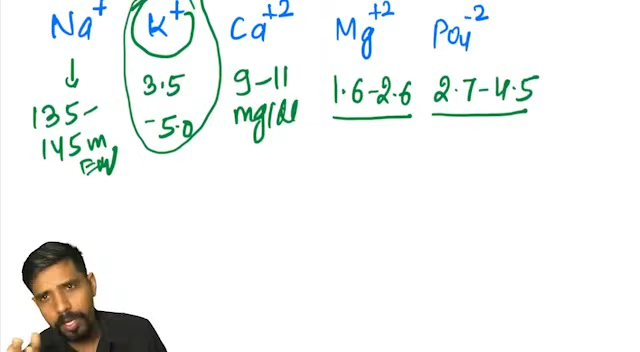 Na⁺ K⁺ Ca⁺² Mg⁺² PO₄⁻²
135- 3.5 9-11 1.6-2.6 2.7-4.5
145m -5.0 mg/dl